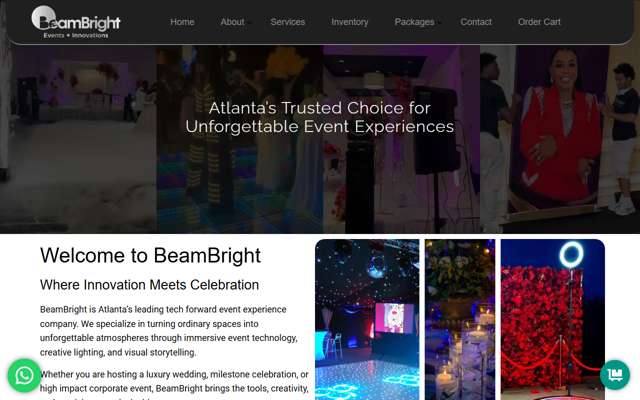 BeamBright
Events + Innovations
Home
About
Services
Inventory
Packages
Contact
Order Cart
Atlanta's Trusted Choice for
Unforgettable Event Experiences
Welcome to BeamBright
Where Innovation Meets Celebration
BeamBright is Atlanta's leading tech forward event experience
company. We specialize in turning ordinary spaces into
unforgettable atmospheres through immersive event technology,
creative lighting, and visual storytelling.
Whether you are hosting a luxury wedding, milestone celebration, or
high impact corporate event, BeamBright brings the tools, creativity,